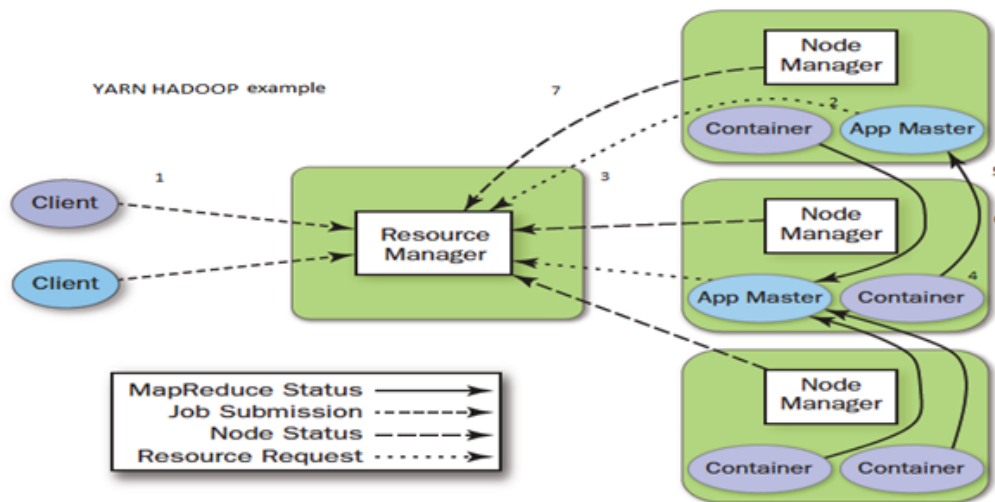 YARN HADOOP example
1
7
2
3
4
Client
Client
Resource
Manager
Node
Manager
Container
App Master
Node
Manager
App Master
Container
Node
Manager
Container
Container
MapReduce Status
Job Submission
Node Status
Resource Request